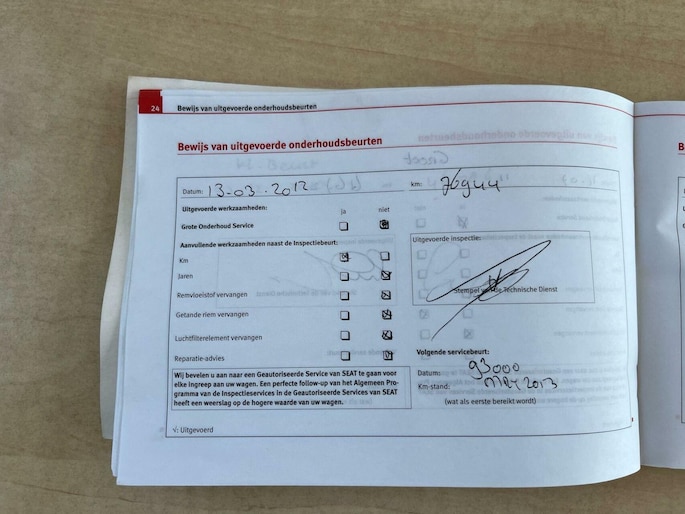 24 Bewijs van uitgevoerde onderhoudsbeurten
Bewijs van uitgevoerde onderhoudsbeurten
Datum: 13-03-2012 km: 76944
Uitgevoerde werkzaamheden: ja niet
Grote Onderhoud Service
Aanvullende werkzaamheden naast de Inspectiebeurt:
Km
Jaren
Remvloeistof vervangen
Getande riem vervangen
Luchtfilterelement vervangen
Reparatie-advies
Uitgevoerde inspectie:
Stempel van de Technische Dienst
Volgende servicebeurt:
Datum: 93000
Km-stand: 2013
(wat als eerste bereikt wordt)
Wij bevelen u aan naar een Geautoriseerde Service van SEAT te gaan voor
elke ingreep aan uw wagen. Een perfecte follow-up van het Algemeen Pro-
gramma van de Inspectieservices in de Geautoriseerde Services van SEAT
heeft een weerslag op de hogere waarde van uw wagen.
√: Uitgevoerd